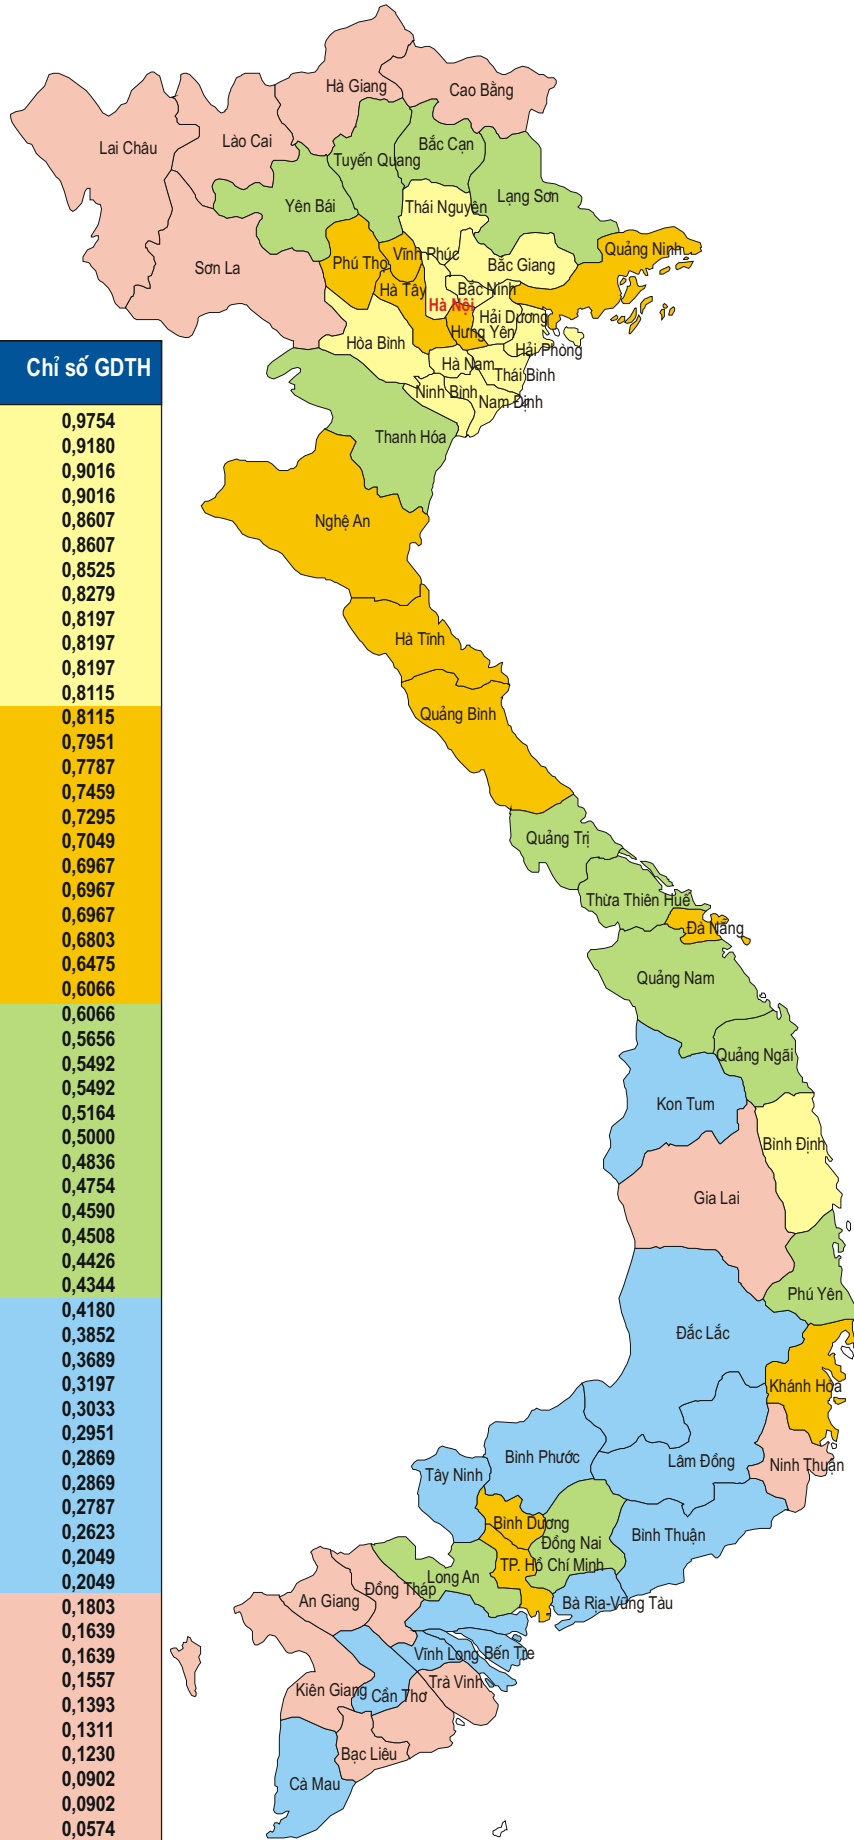 Hà Giang
Cao Bằng
Lai Châu
Lào Cai
Bắc Cạn
Tuyến Quang
Lạng Sơn
Yên Bái
Thái Nguyên
Sơn La
Phú Thọ
Vĩnh Phúc
Quảng Ninh
Bắc Giang
Hà Tây
Bắc Ninh
Hà Nội
Hải Dương
Hưng Yên
Hòa Bình
Hải Phòng
Hà Nam
Thái Bình
Ninh Bình
Nam Định
Thanh Hóa
Nghệ An
Hà Tĩnh
Quảng Bình
Quảng Trị
Thừa Thiên Huế
Đà Nẵng
Quảng Nam
Quảng Ngãi
Kon Tum
Bình Định
Gia Lai
Phú Yên
Đắc Lắc
Khánh Hòa
Bình Phước
Lâm Đồng
Ninh Thuận
Tây Ninh
Bình Dương
Đồng Nai
Bình Thuận
TP. Hồ Chí Minh
Long An
Đồng Tháp
An Giang
Bà Rịa-Vũng Tàu
Vĩnh Long
Bến Tre
Kiên Giang
Cần Thơ
Trà Vinh
Bạc Liêu
Cà Mau
Chỉ số GDTH
0,9754
0,9180
0,9016
0,9016
0,8607
0,8607
0,8525
0,8279
0,8197
0,8197
0,8197
0,8115
0,8115
0,7951
0,7787
0,7459
0,7295
0,7049
0,6967
0,6967
0,6967
0,6803
0,6475
0,6066
0,6066
0,5656
0,5492
0,5492
0,5164
0,5000
0,4836
0,4754
0,4590
0,4508
0,4426
0,4344
0,4180
0,3852
0,3689
0,3197
0,3033
0,2951
0,2869
0,2869
0,2787
0,2623
0,2049
0,2049
0,1803
0,1639
0,1639
0,1557
0,1393
0,1311
0,1230
0,0902
0,0902
0,0574